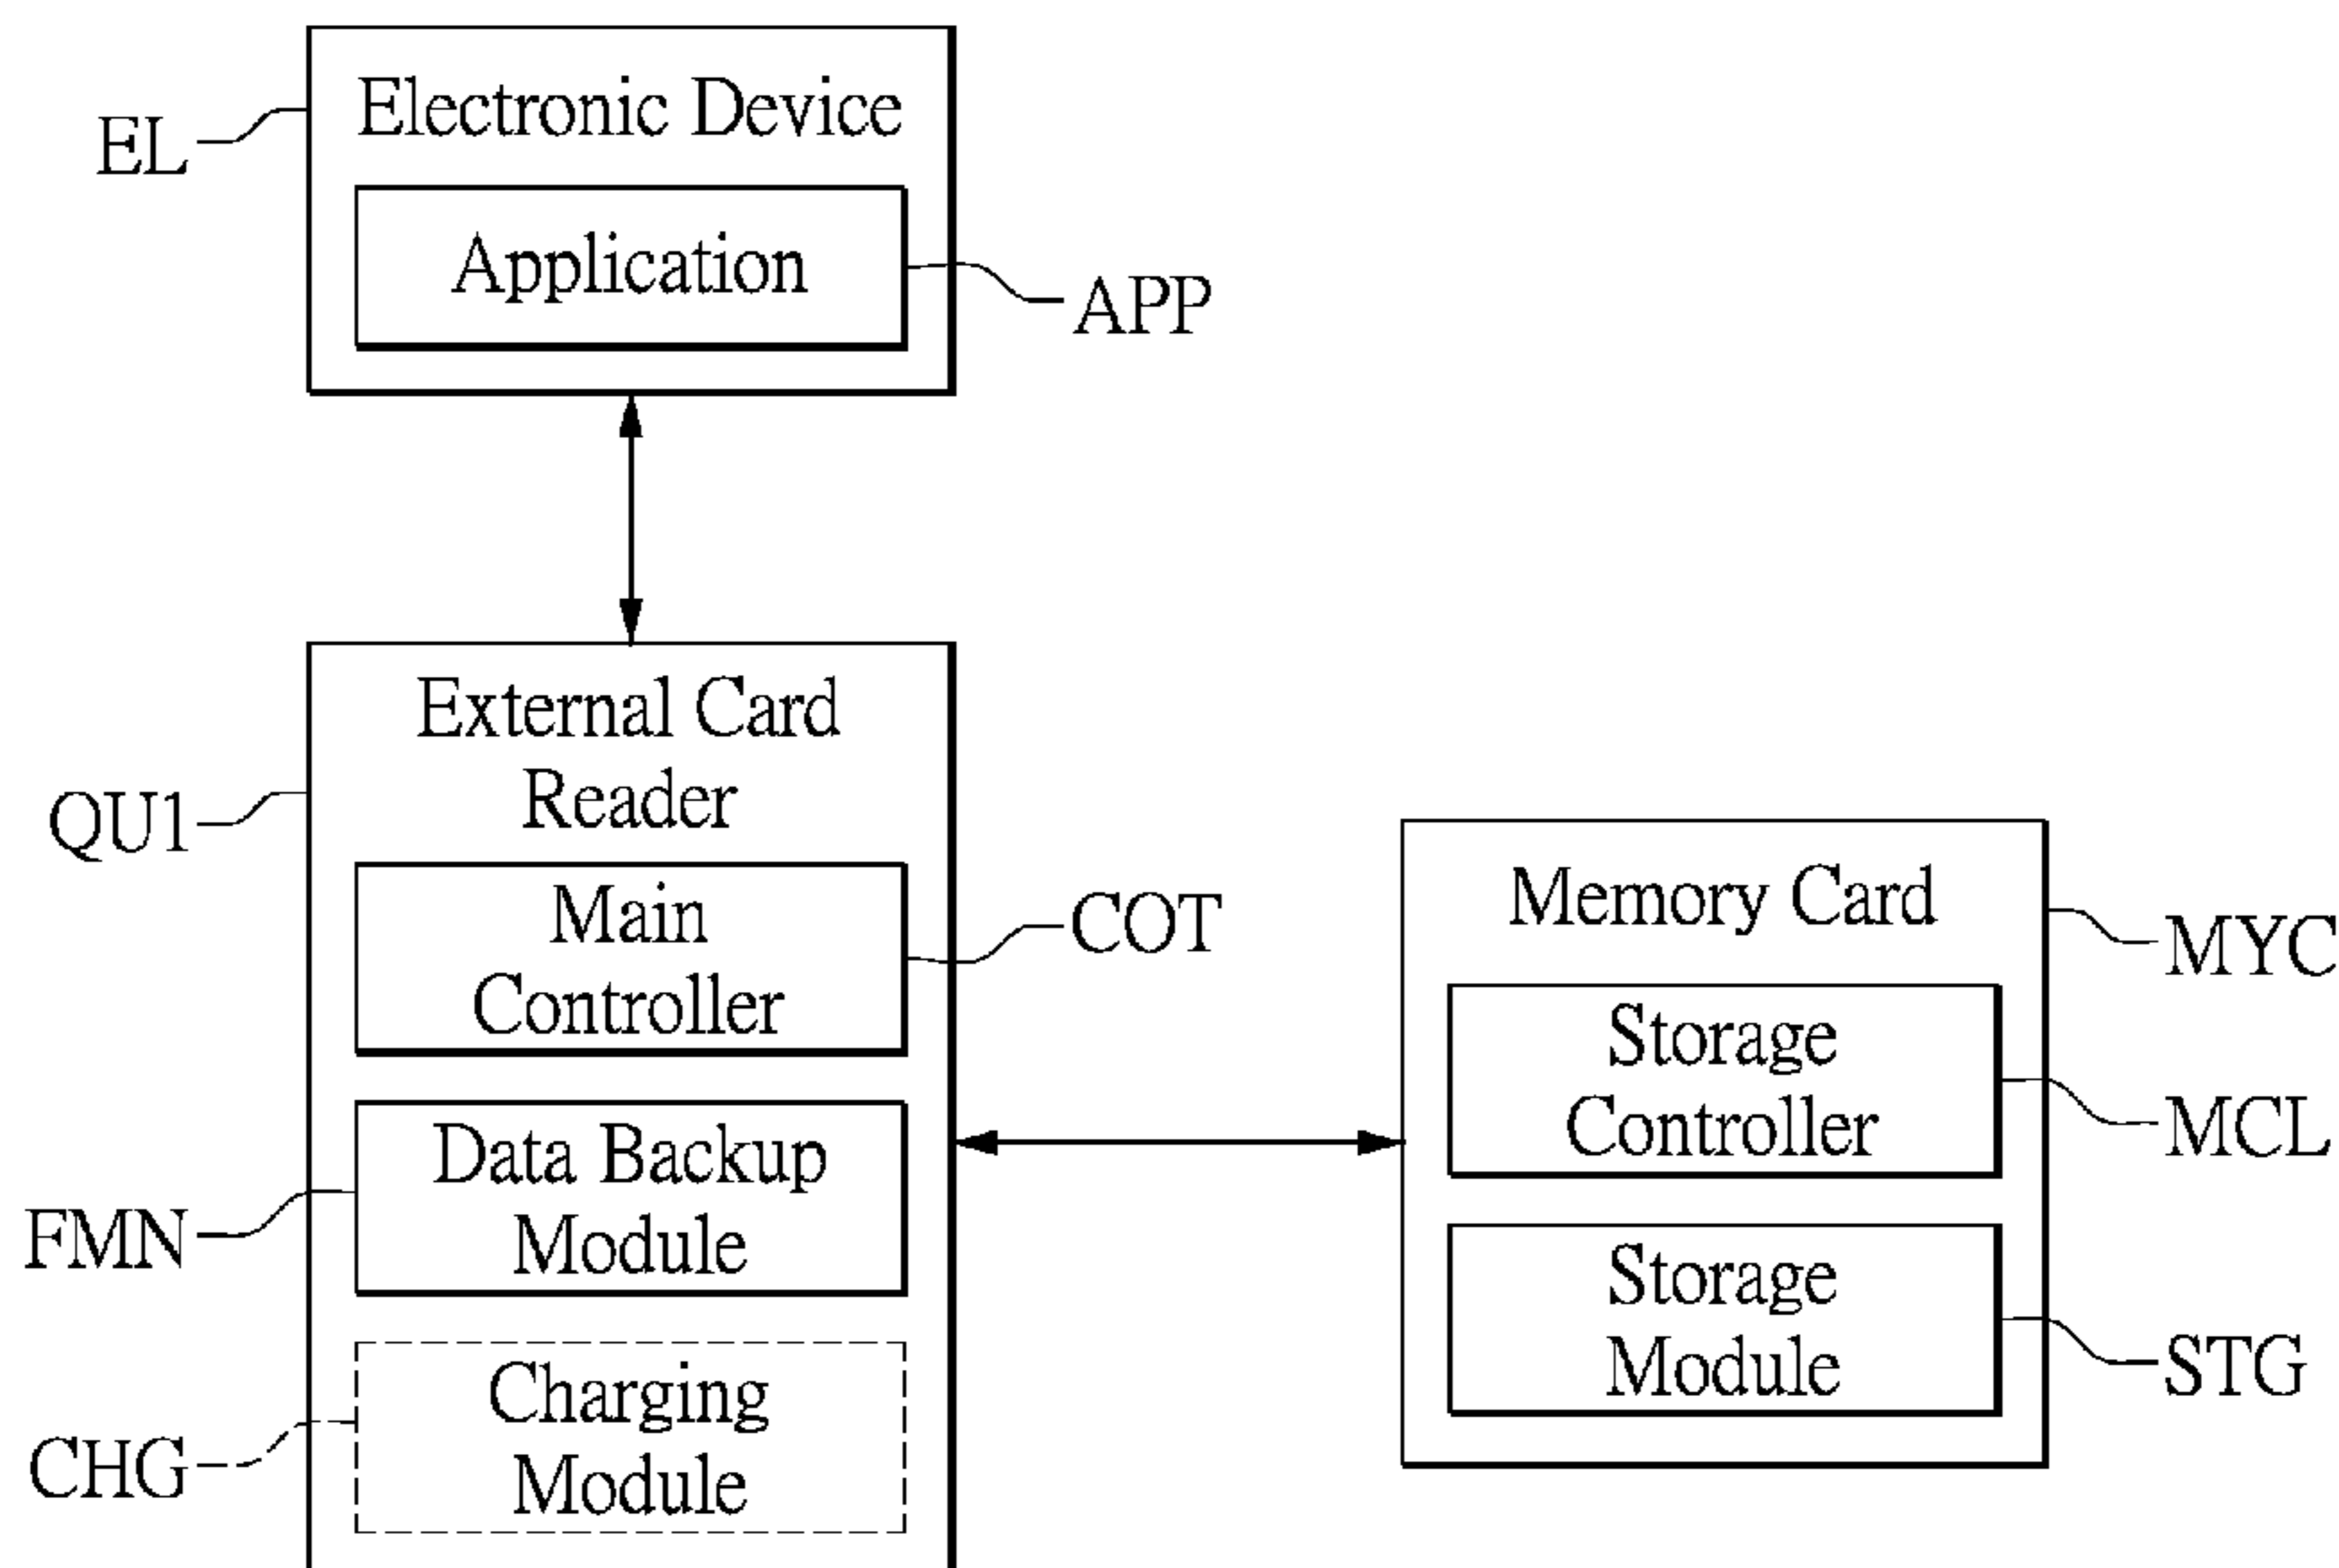 Electronic Device
EL
Application
APP
External Card
Reader
QU1
Main
Controller
COT
Data Backup
Module
FMN
Charging
Module
CHG
Memory Card
MYC
Storage
Controller
MCL
Storage
Module
STG